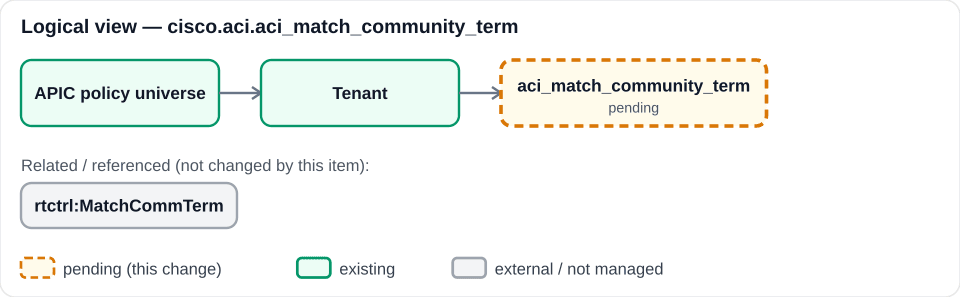 Logical view — cisco.aci.aci_match_community_term
APIC policy universe
Tenant
aci_match_community_term
pending
Related / referenced (not changed by this item):
rtctrl:MatchCommTerm
pending (this change)
existing
external / not managed